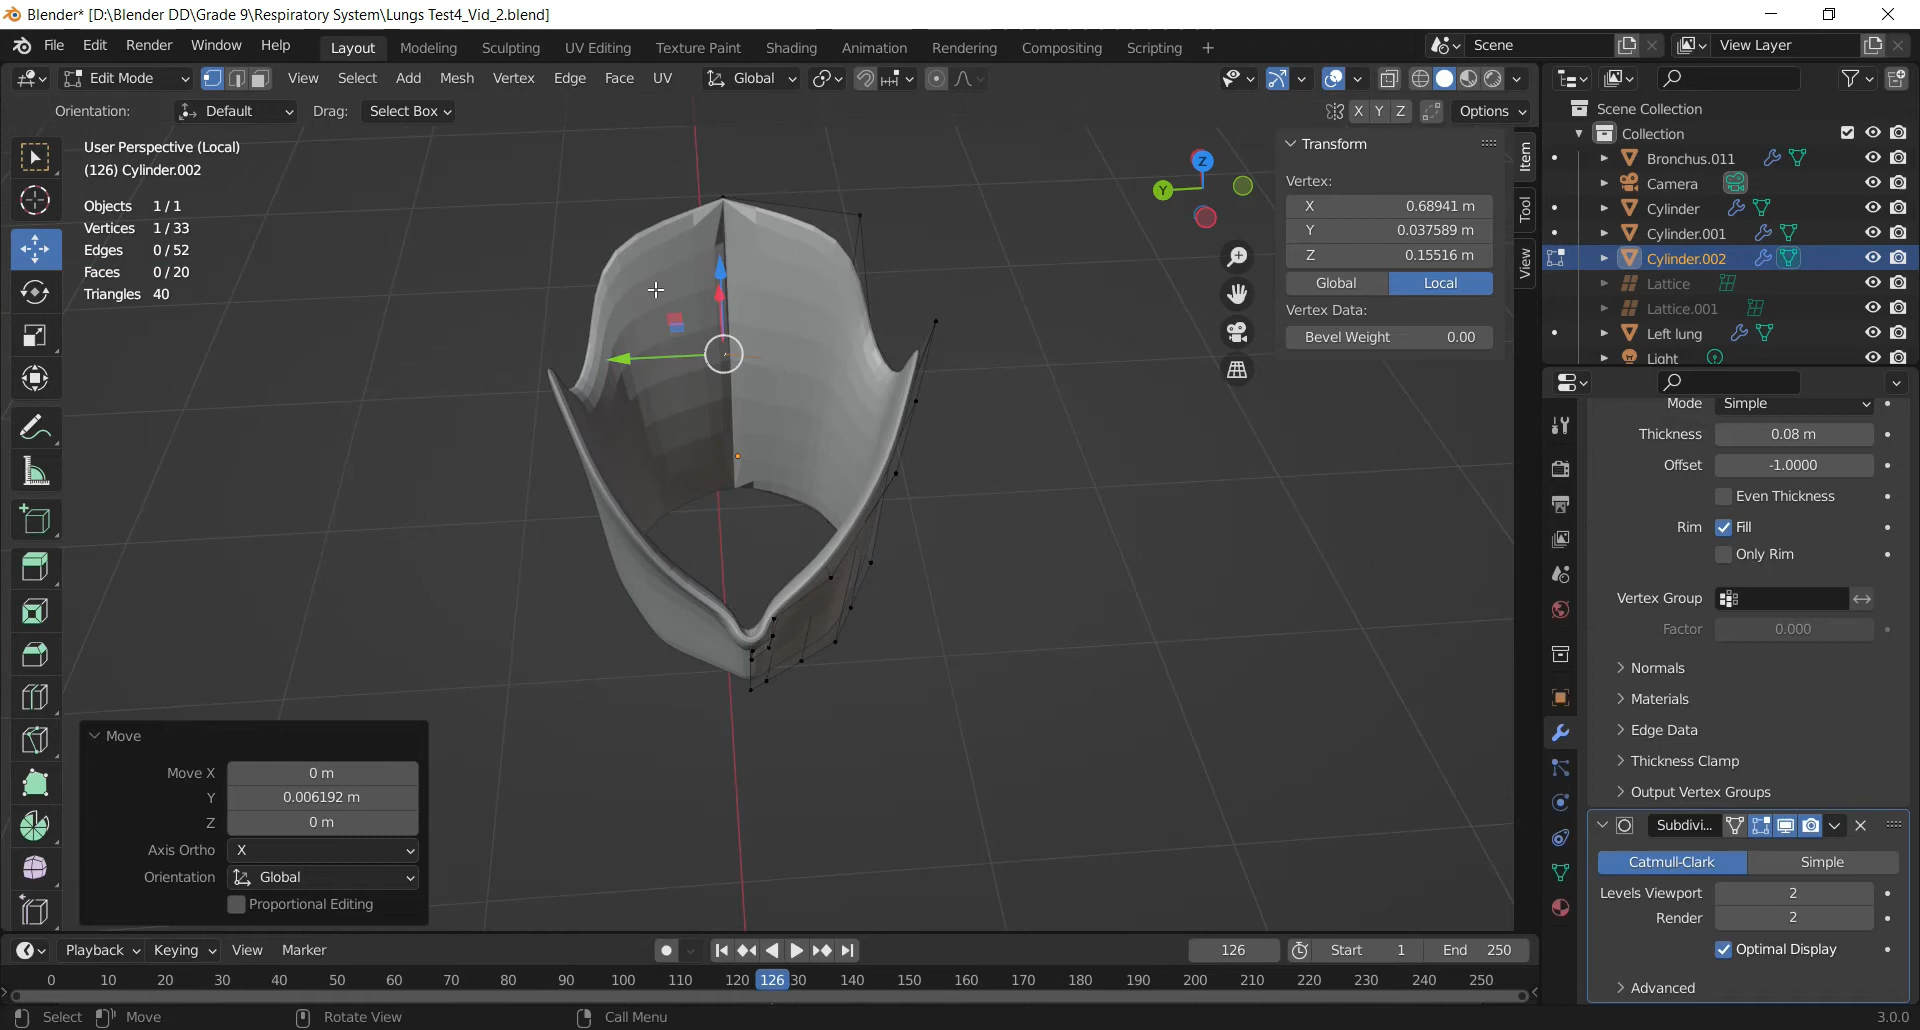 Blender* [D:\Blender DD\Grade 9\Respiratory System\Lungs Test4_Vid_2.blend]
File Edit Render Window Help Layout Modeling Sculpting UV Editing Texture Paint Shading Animation Rendering Compositing Scripting + Scene View Layer
Edit Mode View Select Add Mesh Vertex Edge Face UV Global
Orientation: Default Drag: Select Box X Y Z Options
User Perspective (Local)
(126) Cylinder.002
Objects 1/1
Vertices 1/33
Edges 0/52
Faces 0/20
Triangles 40
Z
Y
Transform
Vertex:
X 0.68941 m
Y 0.037589 m
Z 0.15516 m
Global Local
Vertex Data:
Bevel Weight 0.00
Item
Tool
View
Scene Collection
Collection
Bronchus.011
Camera
Cylinder
Cylinder.001
Cylinder.002
Lattice
Lattice.001
Left lung
Light
Mode Simple
Thickness 0.08 m
Offset -1.0000
Even Thickness
Rim Fill
Only Rim
Vertex Group
Factor 0.000
Normals
Materials
Edge Data
Thickness Clamp
Output Vertex Groups
Subdivi...
Catmull-Clark Simple
Levels Viewport 2
Render 2
Optimal Display
Advanced
Move
Move X 0 m
Y 0.006192 m
Z 0 m
Axis Ortho X
Orientation Global
Proportional Editing
Playback Keying View Marker 126 Start 1 End 250
0 10 20 30 40 50 60 70 80 90 100 110 120 126 30 140 150 160 170 180 190 200 210 220 230 240 250
Select Move Rotate View Call Menu 3.0.0